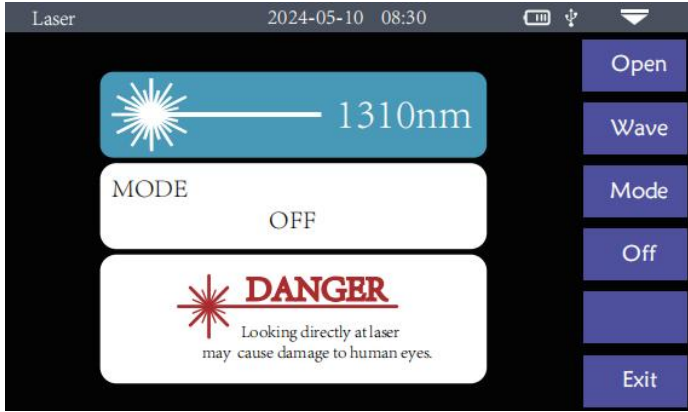 Laser 2024-05-10 08:30
1310nm
MODE
OFF
DANGER
Looking directly at laser
may cause damage to human eyes.
Open
Wave
Mode
Off
Exit